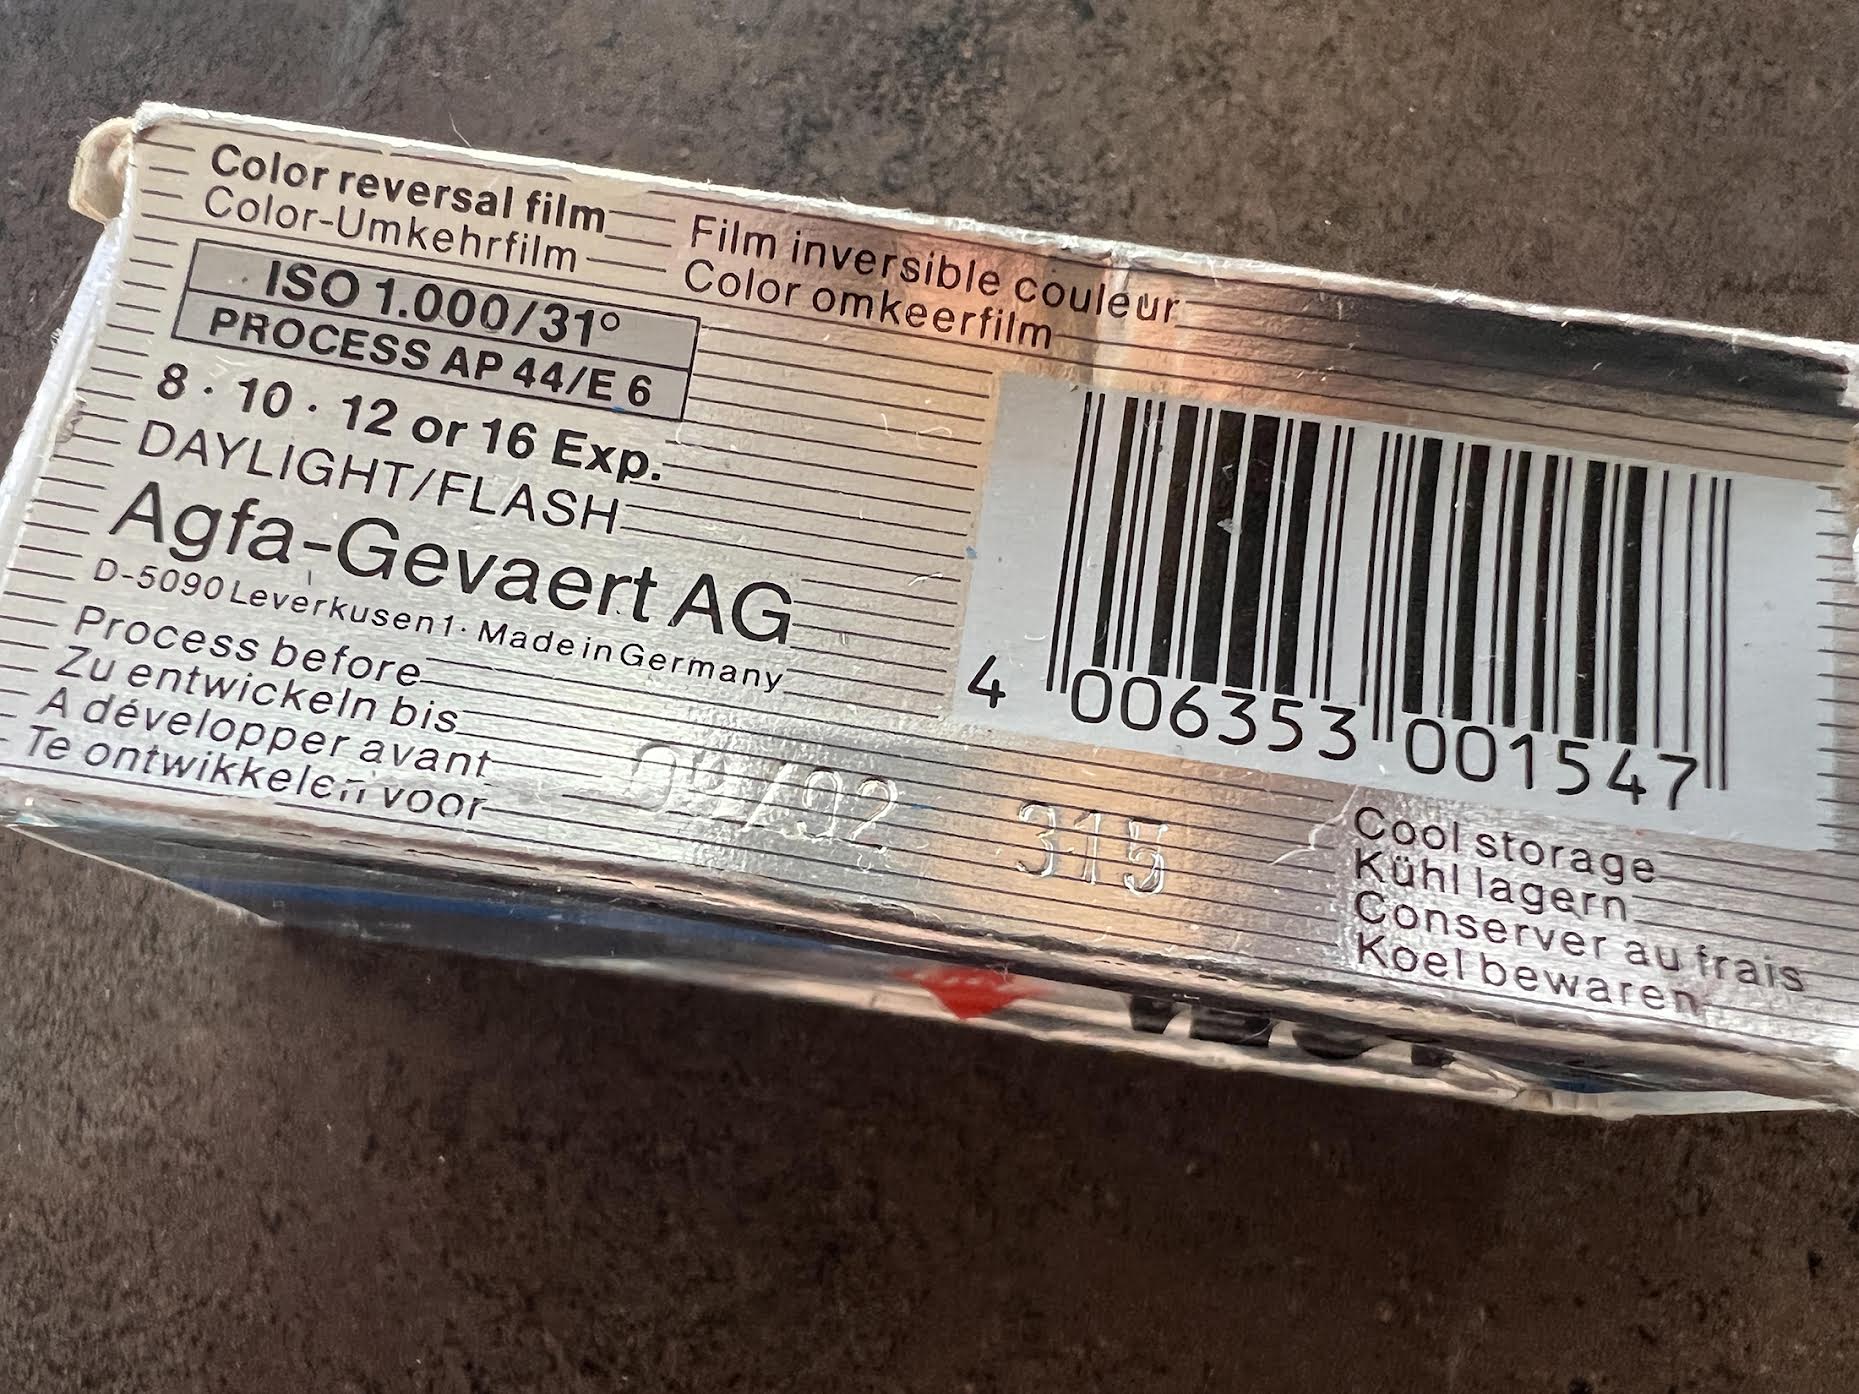 Color reversal film
Color-Umkehrfilm
Film inversible couleur
Color omkeerfilm
ISO 1.000/31°
PROCESS AP 44/E 6
8 · 10 · 12 or 16 Exp.
DAYLIGHT/FLASH
Agfa-Gevaert AG
D-5090 Leverkusen 1 · Made in Germany
Process before
Zu entwickeln bis
A développer avant
Te ontwikkelen voor
09/92 315
4 006353 001547
Cool storage
Kühl lagern
Conserver au frais
Koel bewaren